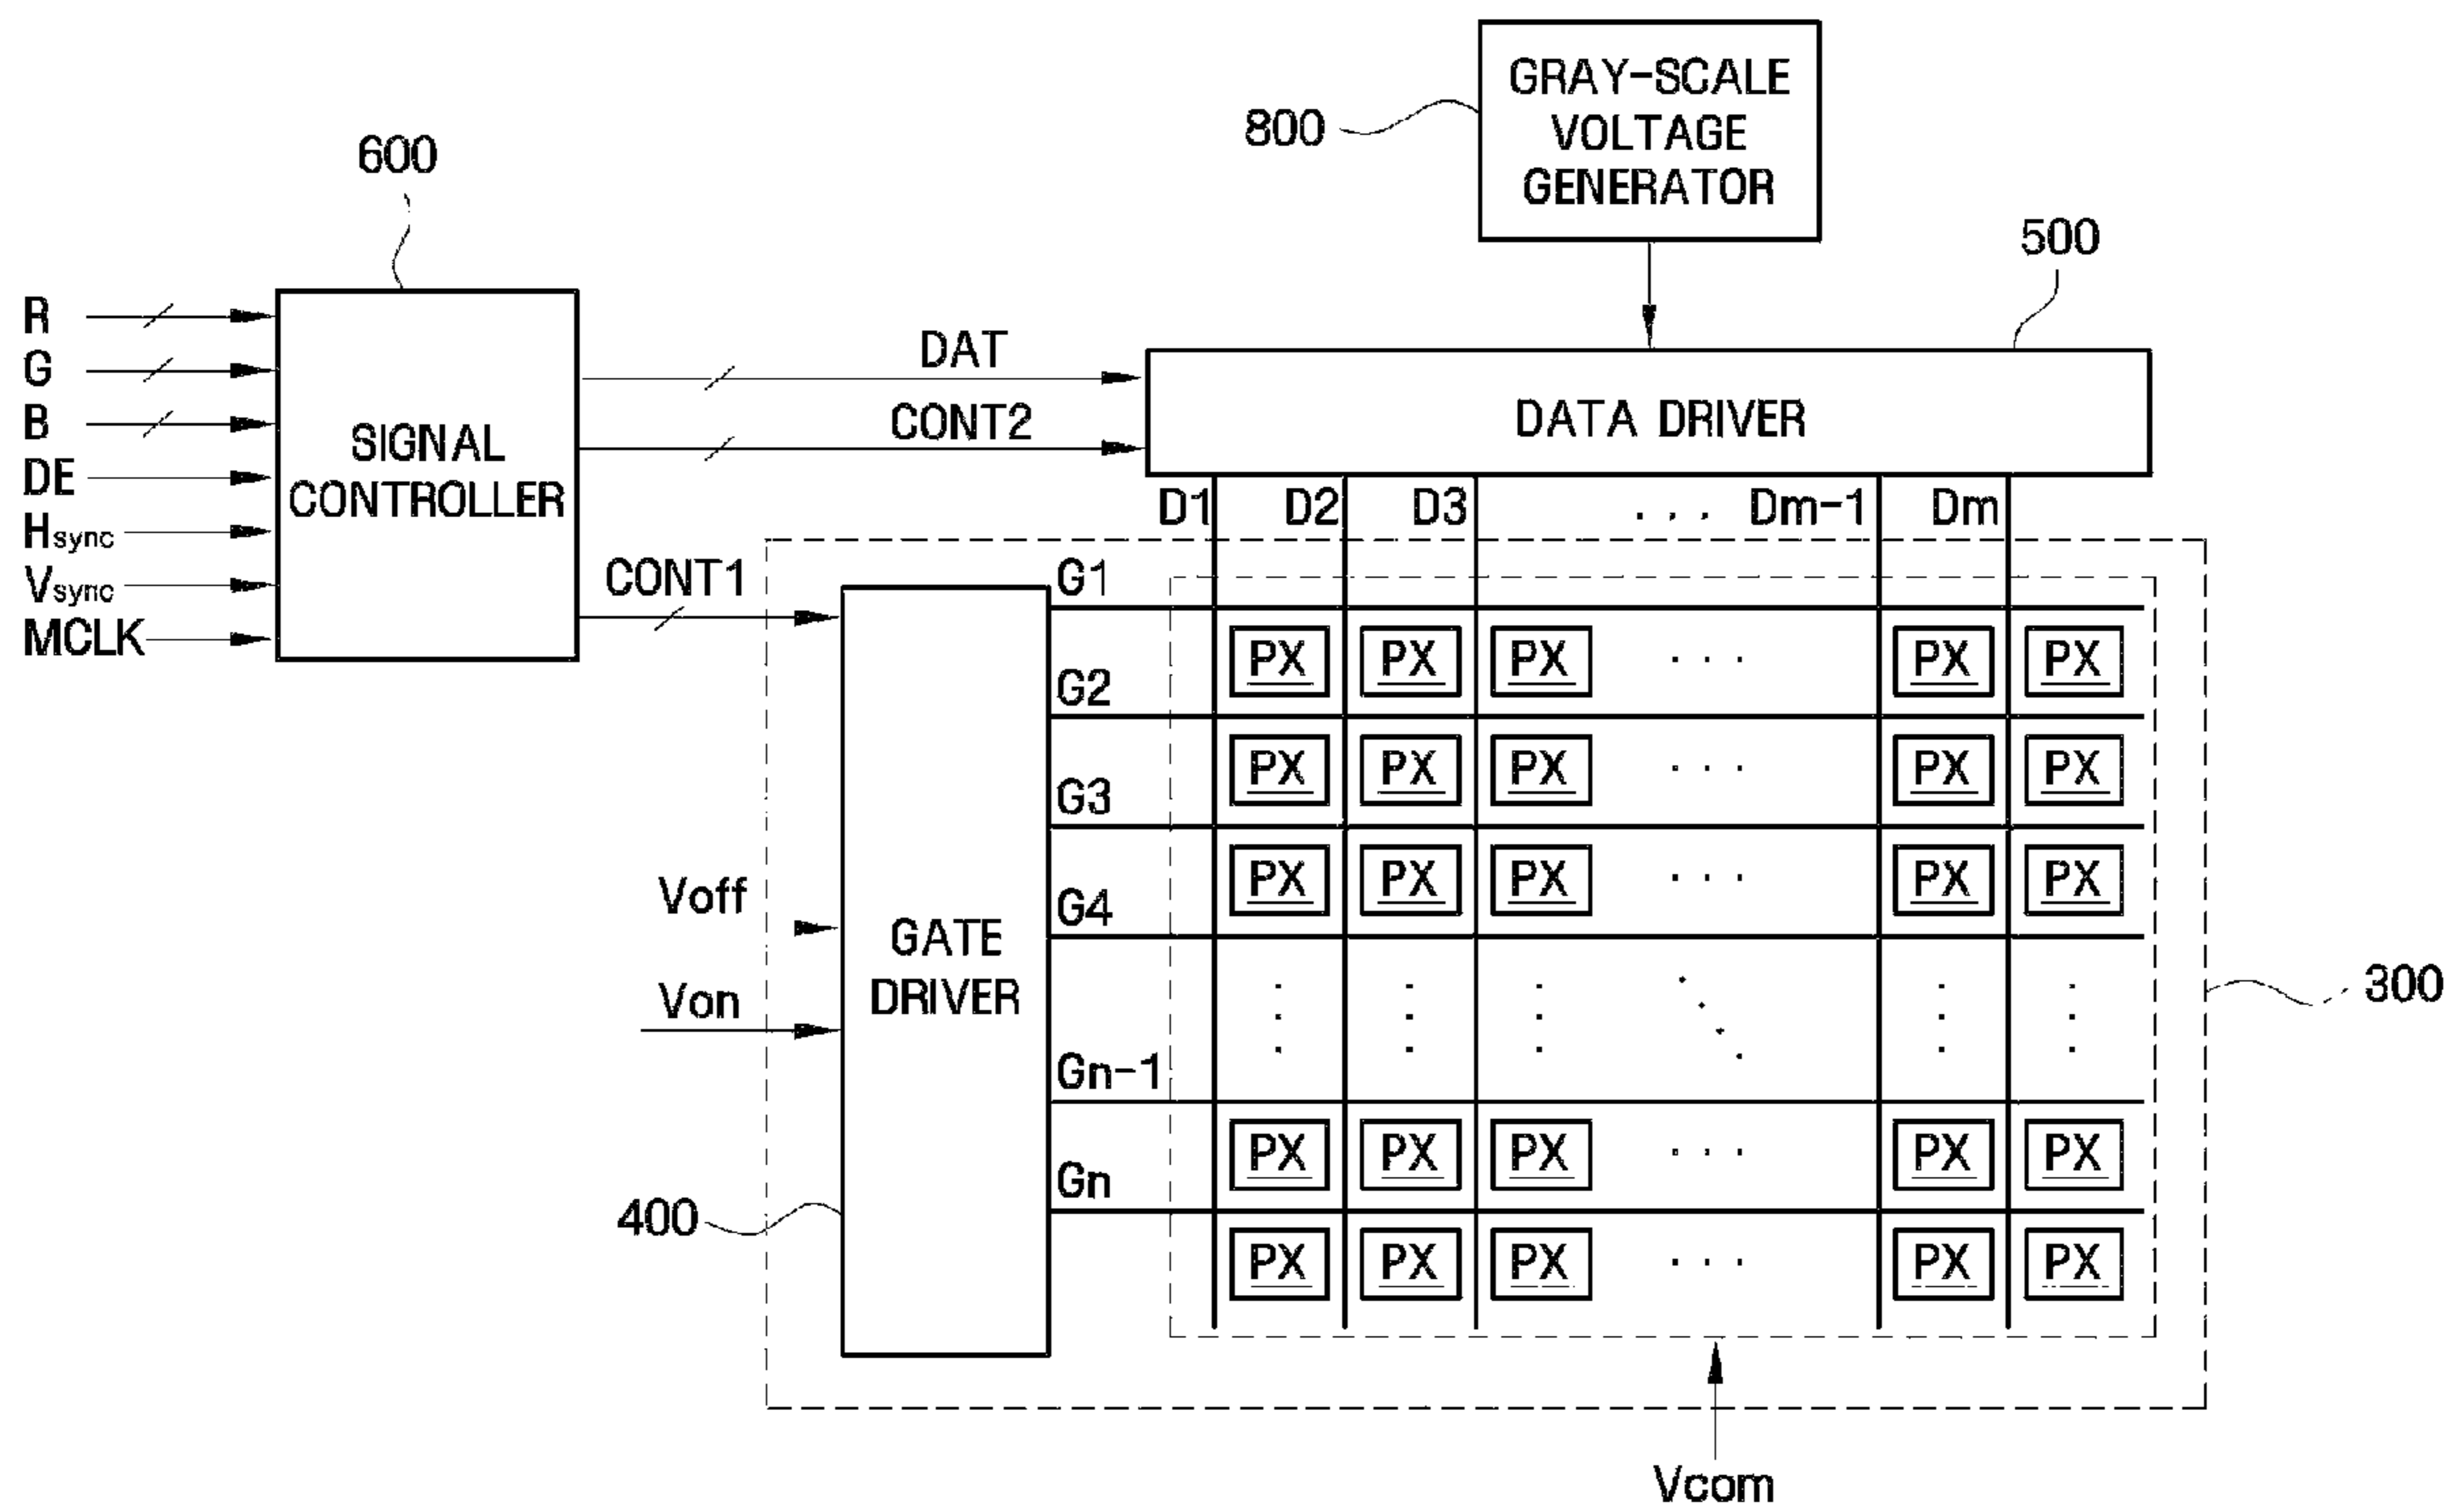 GRAY-SCALE
VOLTAGE
GENERATOR
800
600
500
R
G
B
DE
Hsync
Vsync
MCLK
SIGNAL
CONTROLLER
DAT
CONT2
DATA DRIVER
D1 D2 D3 ... Dm-1 Dm
CONT1
G1
PX PX PX ... PX PX
G2
PX PX PX ... PX PX
G3
PX PX PX ... PX PX
G4
Voff
Von
GATE
DRIVER
300
Gn-1
PX PX PX ... PX PX
Gn
400
PX PX PX ... PX PX
Vcom